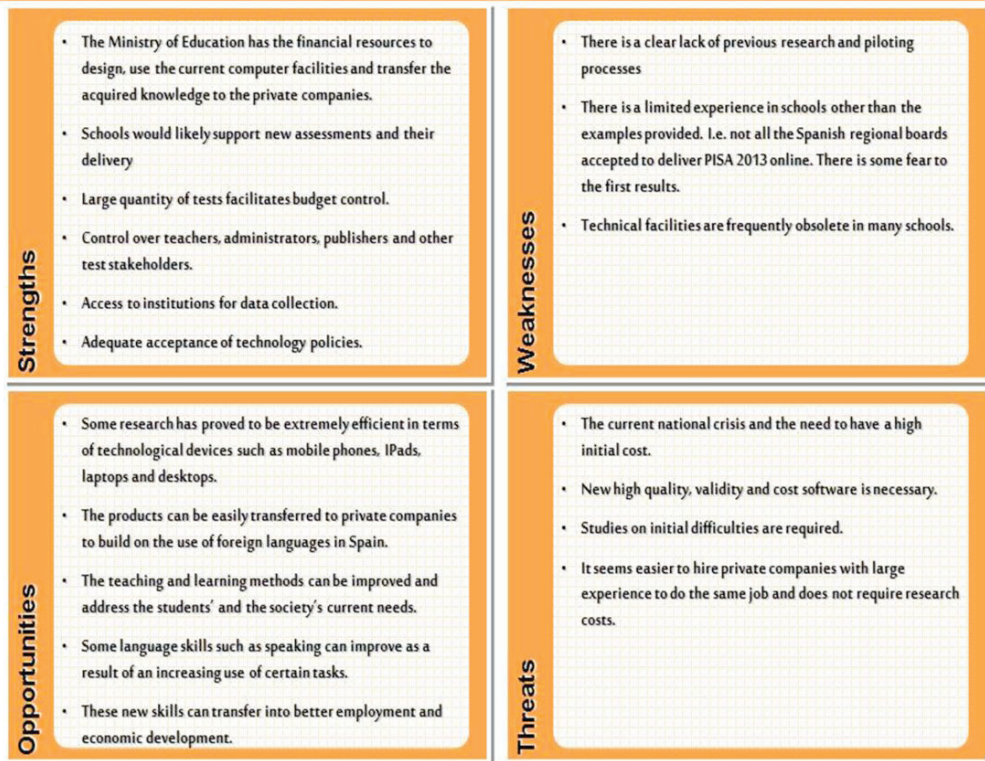 Strengths
• The Ministry of Education has the financial resources to
design, use the current computer facilities and transfer the
acquired knowledge to the private companies.
• Schools would likely support new assessments and their
delivery
• Large quantity of tests facilitates budget control.
• Control over teachers, administrators, publishers and other
test stakeholders.
• Access to institutions for data collection.
• Adequate acceptance of technology policies.
Weaknesses
• There is a clear lack of previous research and piloting
processes
• There is a limited experience in schools other than the
examples provided. I.e. not all the Spanish regional boards
accepted to deliver PISA 2013 online. There is some fear to
the first results.
• Technical facilities are frequently obsolete in many schools.
Opportunities
• Some research has proved to be extremely efficient in terms
of technological devices such as mobile phones, IPads,
laptops and desktops.
• The products can be easily transferred to private companies
to build on the use of foreign languages in Spain.
• The teaching and learning methods can be improved and
address the students' and the society's current needs.
• Some language skills such as speaking can improve as a
result of an increasing use of certain tasks.
• These new skills can transfer into better employment and
economic development.
Threats
• The current national crisis and the need to have a high
initial cost.
• New high quality, validity and cost software is necessary.
• Studies on initial difficulties are required.
• It seems easier to hire private companies with large
experience to do the same job and does not require research
costs.